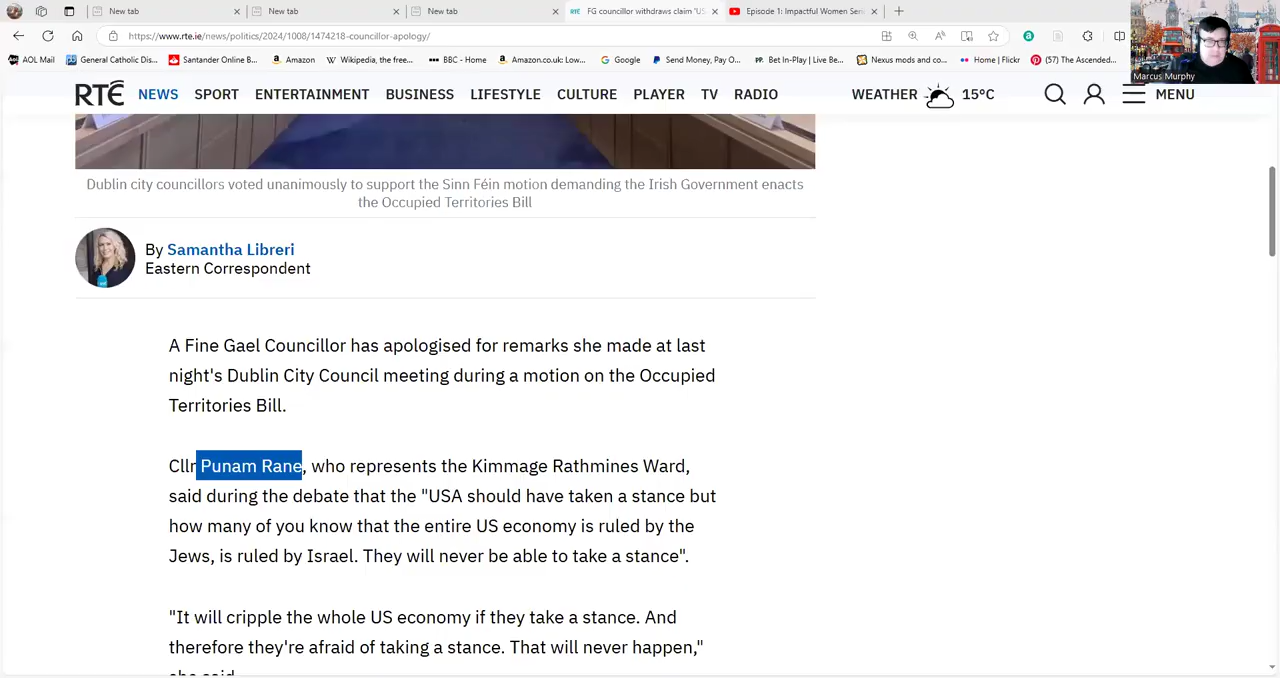 New tab
New tab
New tab
FG councillor withdraws claim 'US
Episode 1: Impactful Women Seri
https://www.rte.ie/news/politics/2024/1008/1474218-councillor-apology/
AOL Mail
General Catholic Dis...
Santander Online B...
Amazon
Wikipedia, the free...
BBC - Home
Amazon.co.uk: Low...
Google
Send Money, Pay O...
Bet In-Play | Live Be...
Nexus mods and co...
Home | Flickr
(57) The Ascended...
Marcus Murphy
RTÉ NEWS SPORT ENTERTAINMENT BUSINESS LIFESTYLE CULTURE PLAYER TV RADIO WEATHER 15°C MENU
Dublin city councillors voted unanimously to support the Sinn Féin motion demanding the Irish Government enacts
the Occupied Territories Bill
By Samantha Libreri
Eastern Correspondent
A Fine Gael Councillor has apologised for remarks she made at last
night's Dublin City Council meeting during a motion on the Occupied
Territories Bill.
Cllr Punam Rane, who represents the Kimmage Rathmines Ward,
said during the debate that the "USA should have taken a stance but
how many of you know that the entire US economy is ruled by the
Jews, is ruled by Israel. They will never be able to take a stance".
"It will cripple the whole US economy if they take a stance. And
therefore they're afraid of taking a stance. That will never happen,"
she said